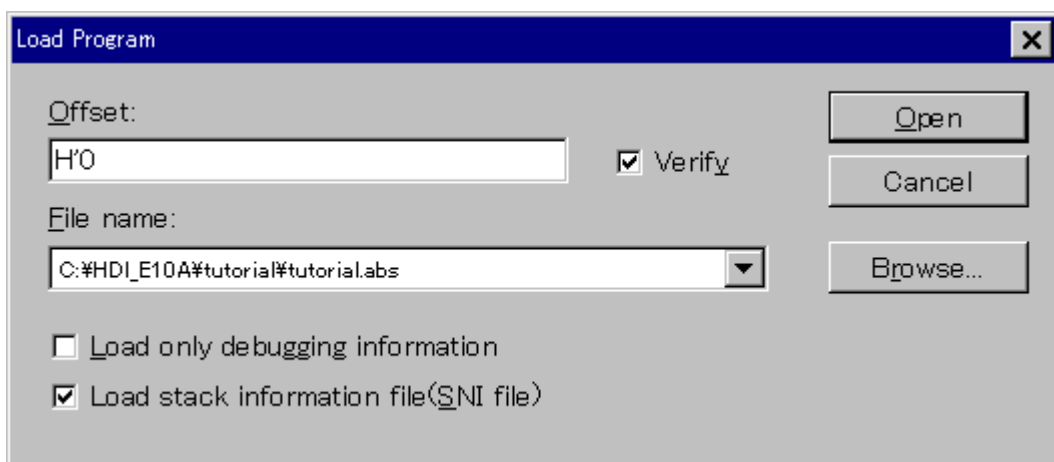 Load Program
Offset:
Open
H'0
Verify
Cancel
File name:
C:¥HDI_E10A¥tutorial¥tutorial.abs
Browse...
Load only debugging information
Load stack information file(SNI file)